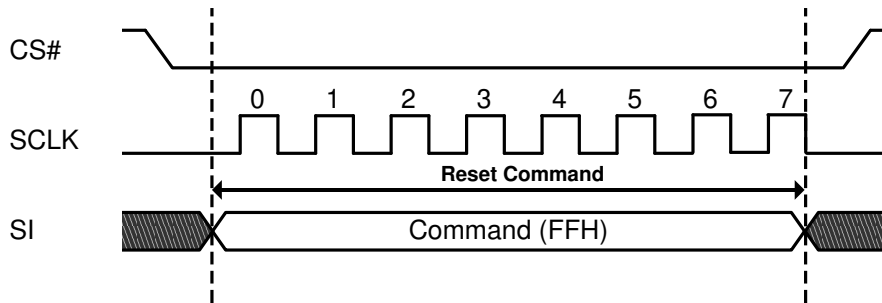 CS#
0 1 2 3 4 5 6 7
SCLK
Reset Command
SI Command (FFH)